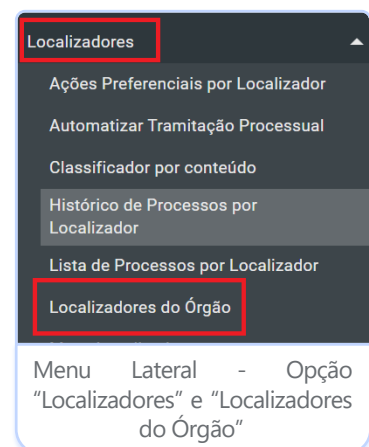 Localizadores
Ações Preferenciais por Localizador
Automatizar Tramitação Processual
Classificador por conteúdo
Histórico de Processos por
Localizador
Lista de Processos por Localizador
Localizadores do Órgão
Menu Lateral - Opção
“Localizadores” e “Localizadores
do Órgão”